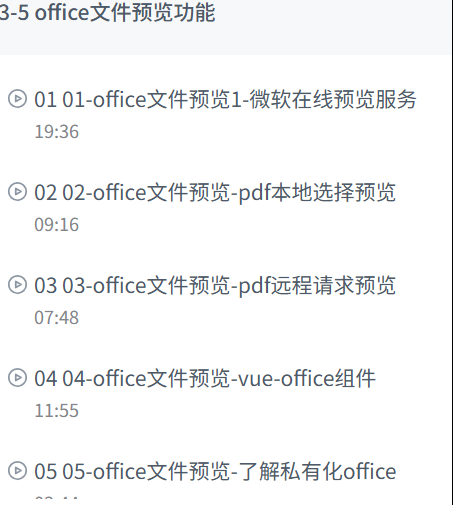 3-5 office文件预览功能
01 01-office文件预览1-微软在线预览服务
19:36
02 02-office文件预览-pdf本地选择预览
09:16
03 03-office文件预览-pdf远程请求预览
07:48
04 04-office文件预览-vue-office组件
11:55
05 05-office文件预览-了解私有化office